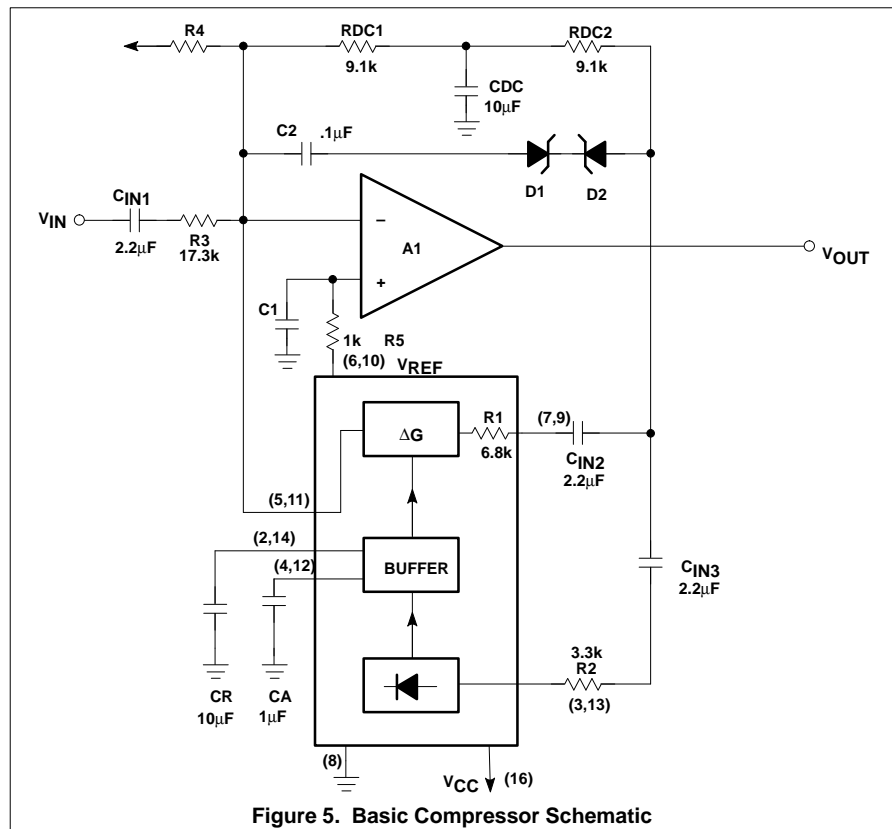 R4
RDC1
RDC2
9.1k
9.1k
CDC
10µF
C2
.1µF
D1
D2
CIN1
VIN
2.2µF
R3
17.3k
−
A1
+
VOUT
C1
1k
R5
(6,10)
VREF
ΔG
R1
6.8k
(7,9)
CIN2
2.2µF
(5,11)
(2,14)
(4,12)
BUFFER
CIN3
2.2µF
3.3k
R2
(3,13)
CR
10µF
CA
1µF
(8)
VCC
(16)
Figure 5. Basic Compressor Schematic